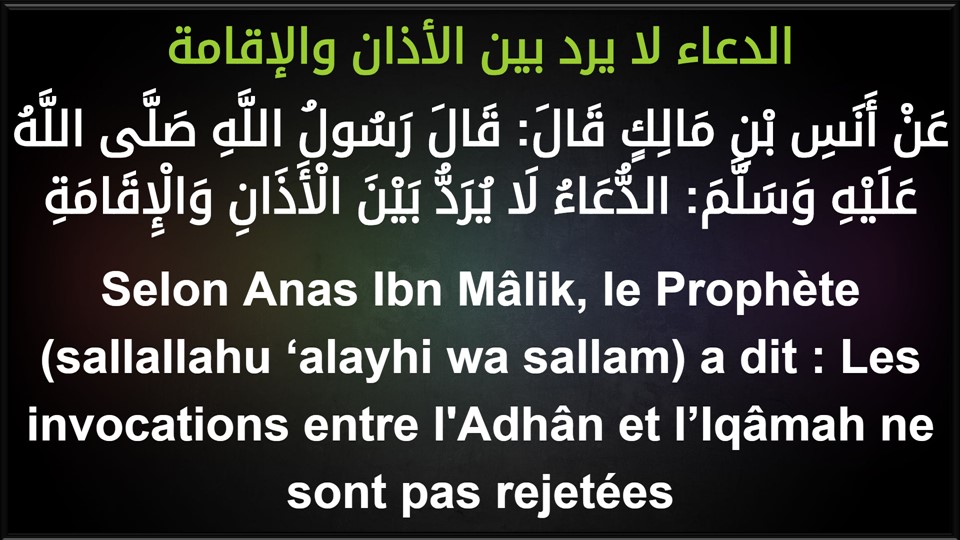 الدعاء لا يرد بين الأذان والإقامة
عَنْ أَنَسِ بْنِ مَالِكٍ قَالَ: قَالَ رَسُولُ اللَّهِ صَلَّى اللَّهُ
عَلَيْهِ وَسَلَّمَ: الدُّعَاءُ لَا يُرَدُّ بَيْنَ الْأَذَانِ وَالْإِقَامَةِ
Selon Anas Ibn Mâlik, le Prophète
(sallallahu ‘alayhi wa sallam) a dit : Les
invocations entre l'Adhân et l’Iqâmah ne
sont pas rejetées